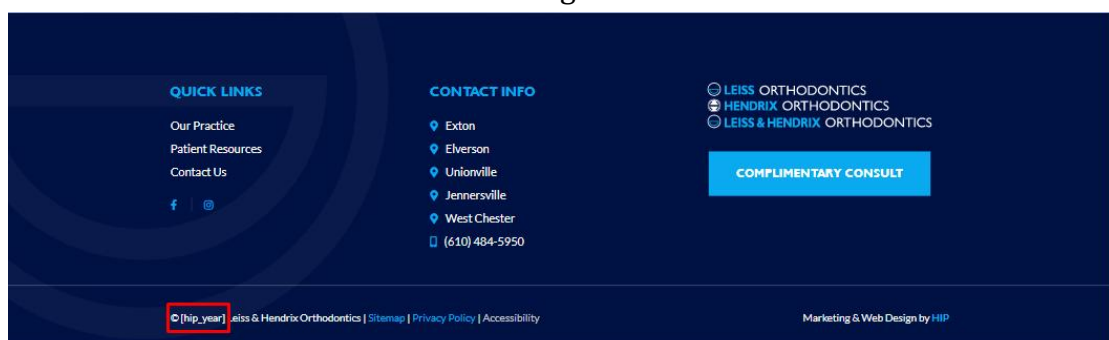 QUICK LINKS
Our Practice
Patient Resources
Contact Us
CONTACT INFO
Exton
Elverson
Unionville
Jennersville
West Chester
(610) 484-5950
LEISS ORTHODONTICS
HENDRIX ORTHODONTICS
LEISS & HENDRIX ORTHODONTICS
COMPLIMENTARY CONSULT
© [hip_year] Leiss & Hendrix Orthodontics | Sitemap | Privacy Policy | Accessibility
Marketing & Web Design by HIP